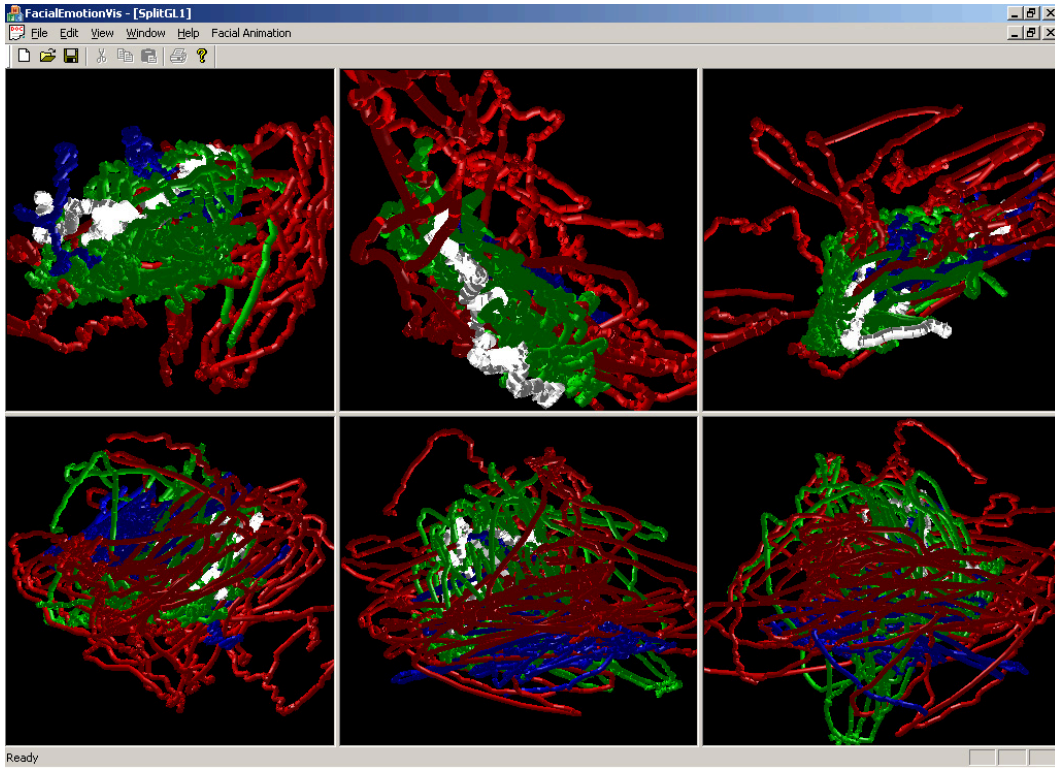 FacialEmotionVis - [SplitGL1]
File Edit View Window Help Facial Animation
Ready